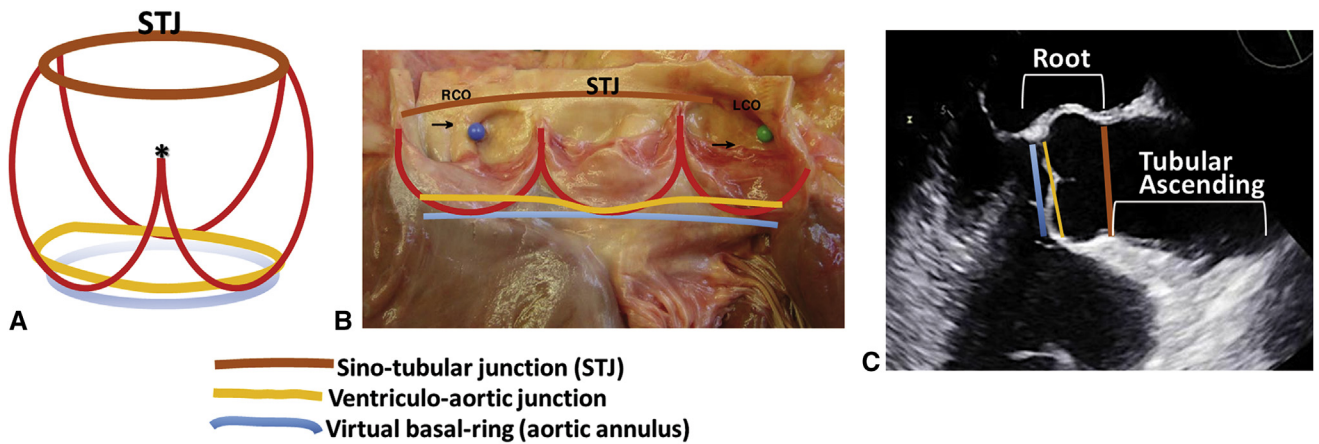 STJ
*
A
RCO
STJ
LCO
B
Root
Tubular
Ascending
C
Sino-tubular junction (STJ)
Ventriculo-aortic junction
Virtual basal-ring (aortic annulus)